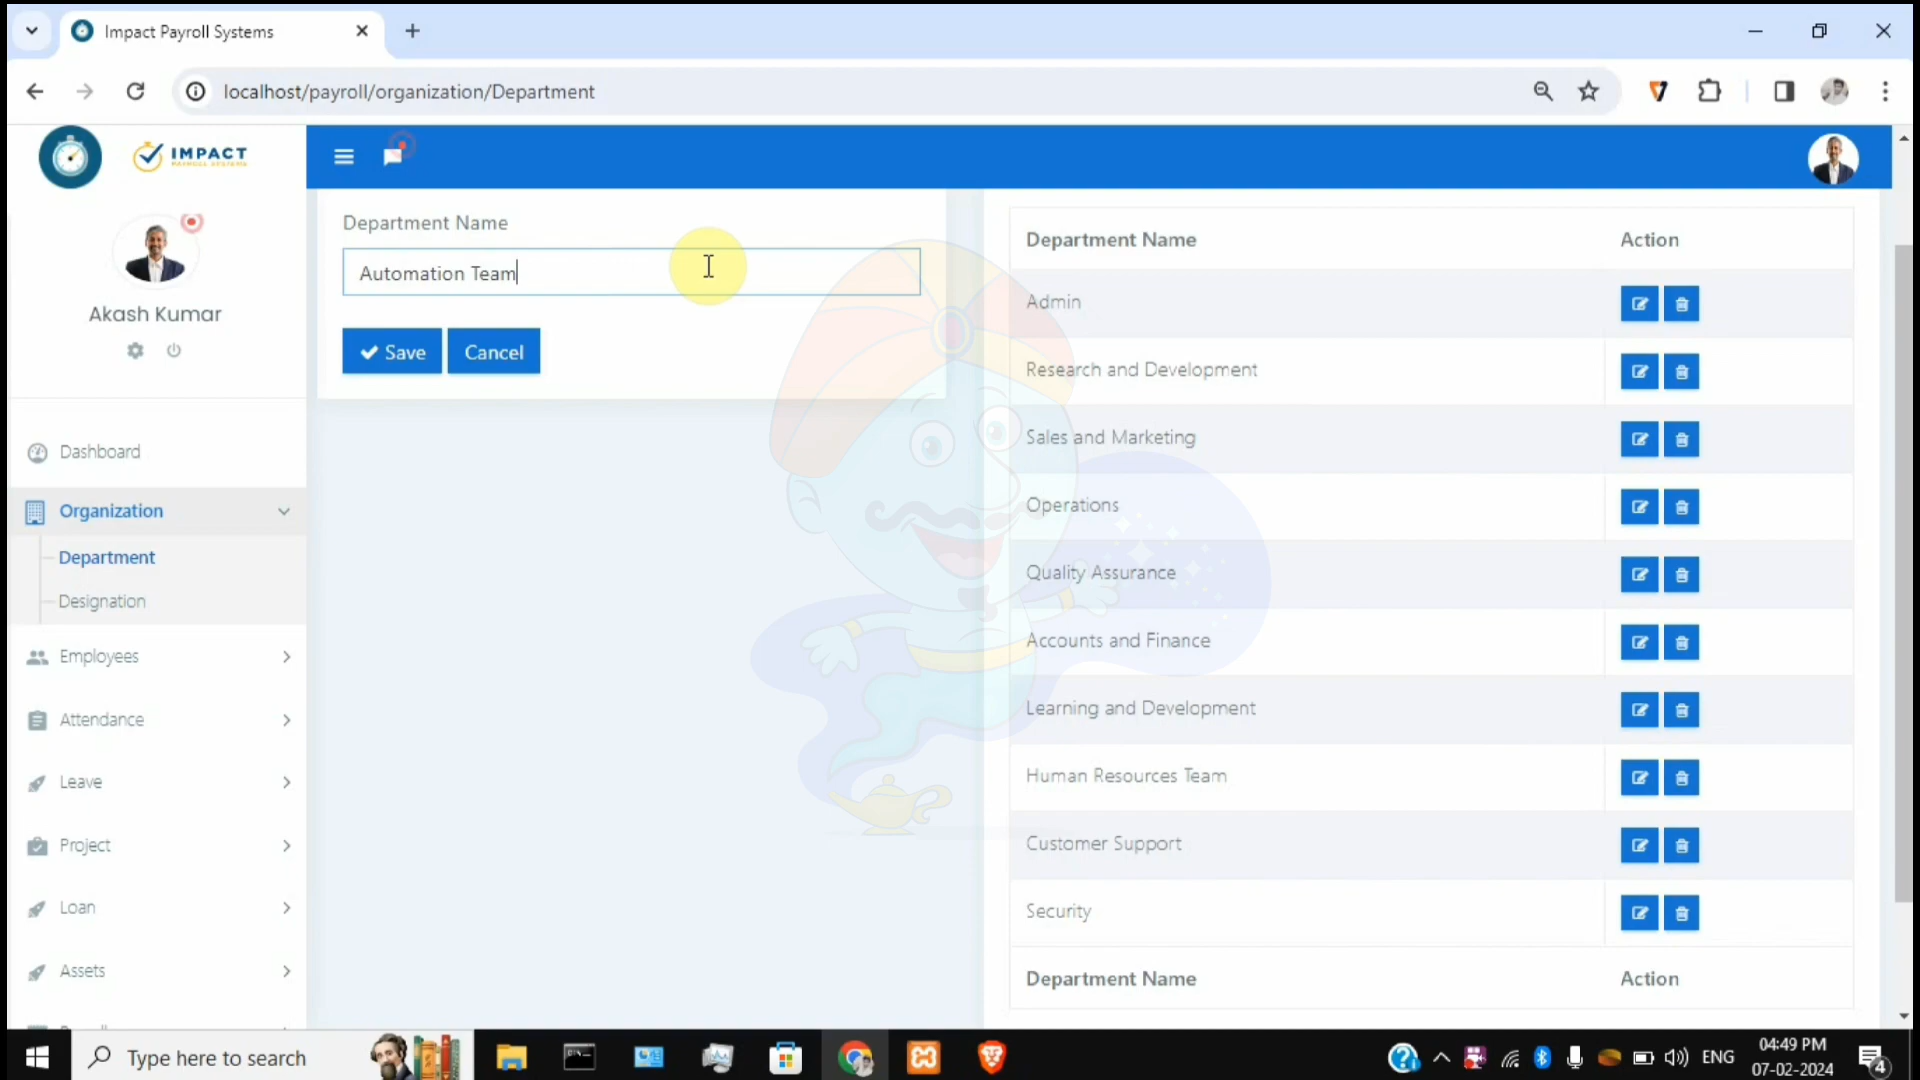 Impact Payroll Systems
localhost/payroll/organization/Department
IMPACT
PAYROLL SYSTEMS
Akash Kumar
Dashboard
Organization
Department
Designation
Employees
Attendance
Leave
Project
Loan
Assets
Department Name
Automation Team
Save
Cancel
Department Name Action
Admin
Research and Development
Sales and Marketing
Operations
Quality Assurance
Accounts and Finance
Learning and Development
Human Resources Team
Customer Support
Security
Department Name Action
Type here to search
ENG
04:49 PM
07-02-2024
4